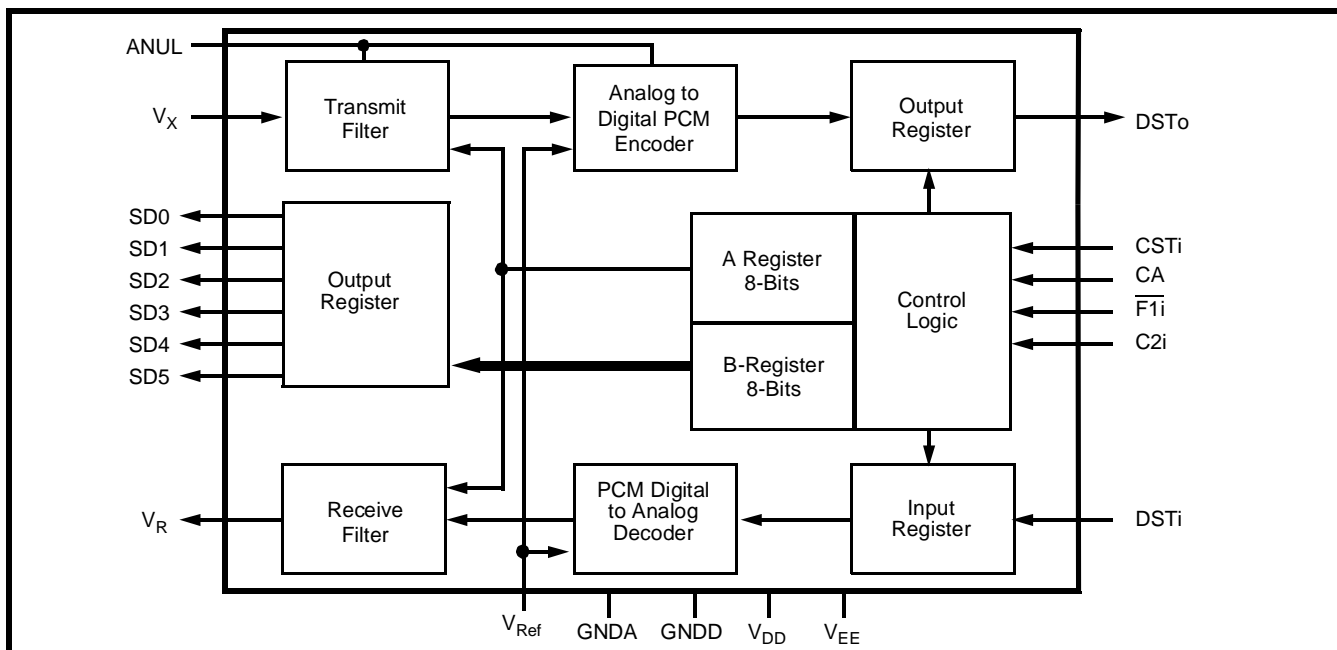 ANUL
V_X
Transmit
Filter
Analog to
Digital PCM
Encoder
Output
Register
DSTo
SD0
SD1
SD2
SD3
SD4
SD5
Output
Register
A Register
8-Bits
B-Register
8-Bits
Control
Logic
CSTi
CA
F1i
C2i
V_R
Receive
Filter
PCM Digital
to Analog
Decoder
Input
Register
DSTi
V_Ref
GNDA
GNDD
V_DD
V_EE